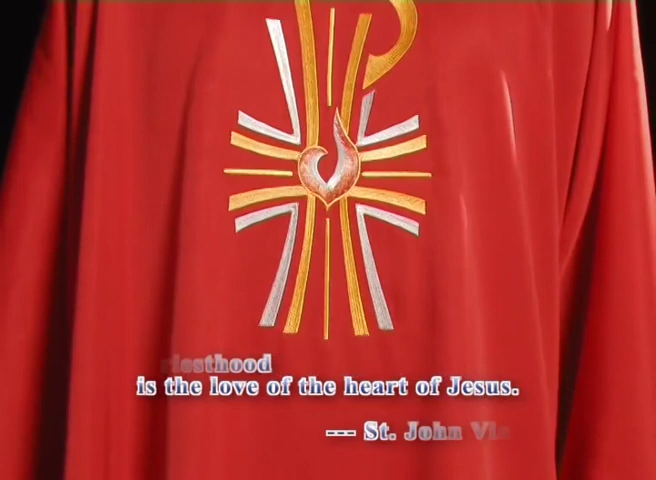 is the love of the heart of Jesus.
--- St. John